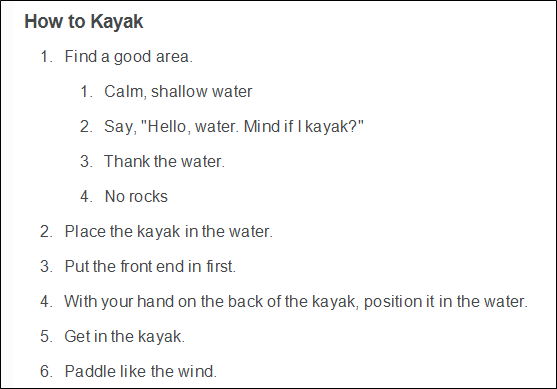 How to Kayak
1. Find a good area.
1. Calm, shallow water
2. Say, "Hello, water. Mind if I kayak?"
3. Thank the water.
4. No rocks
2. Place the kayak in the water.
3. Put the front end in first.
4. With your hand on the back of the kayak, position it in the water.
5. Get in the kayak.
6. Paddle like the wind.